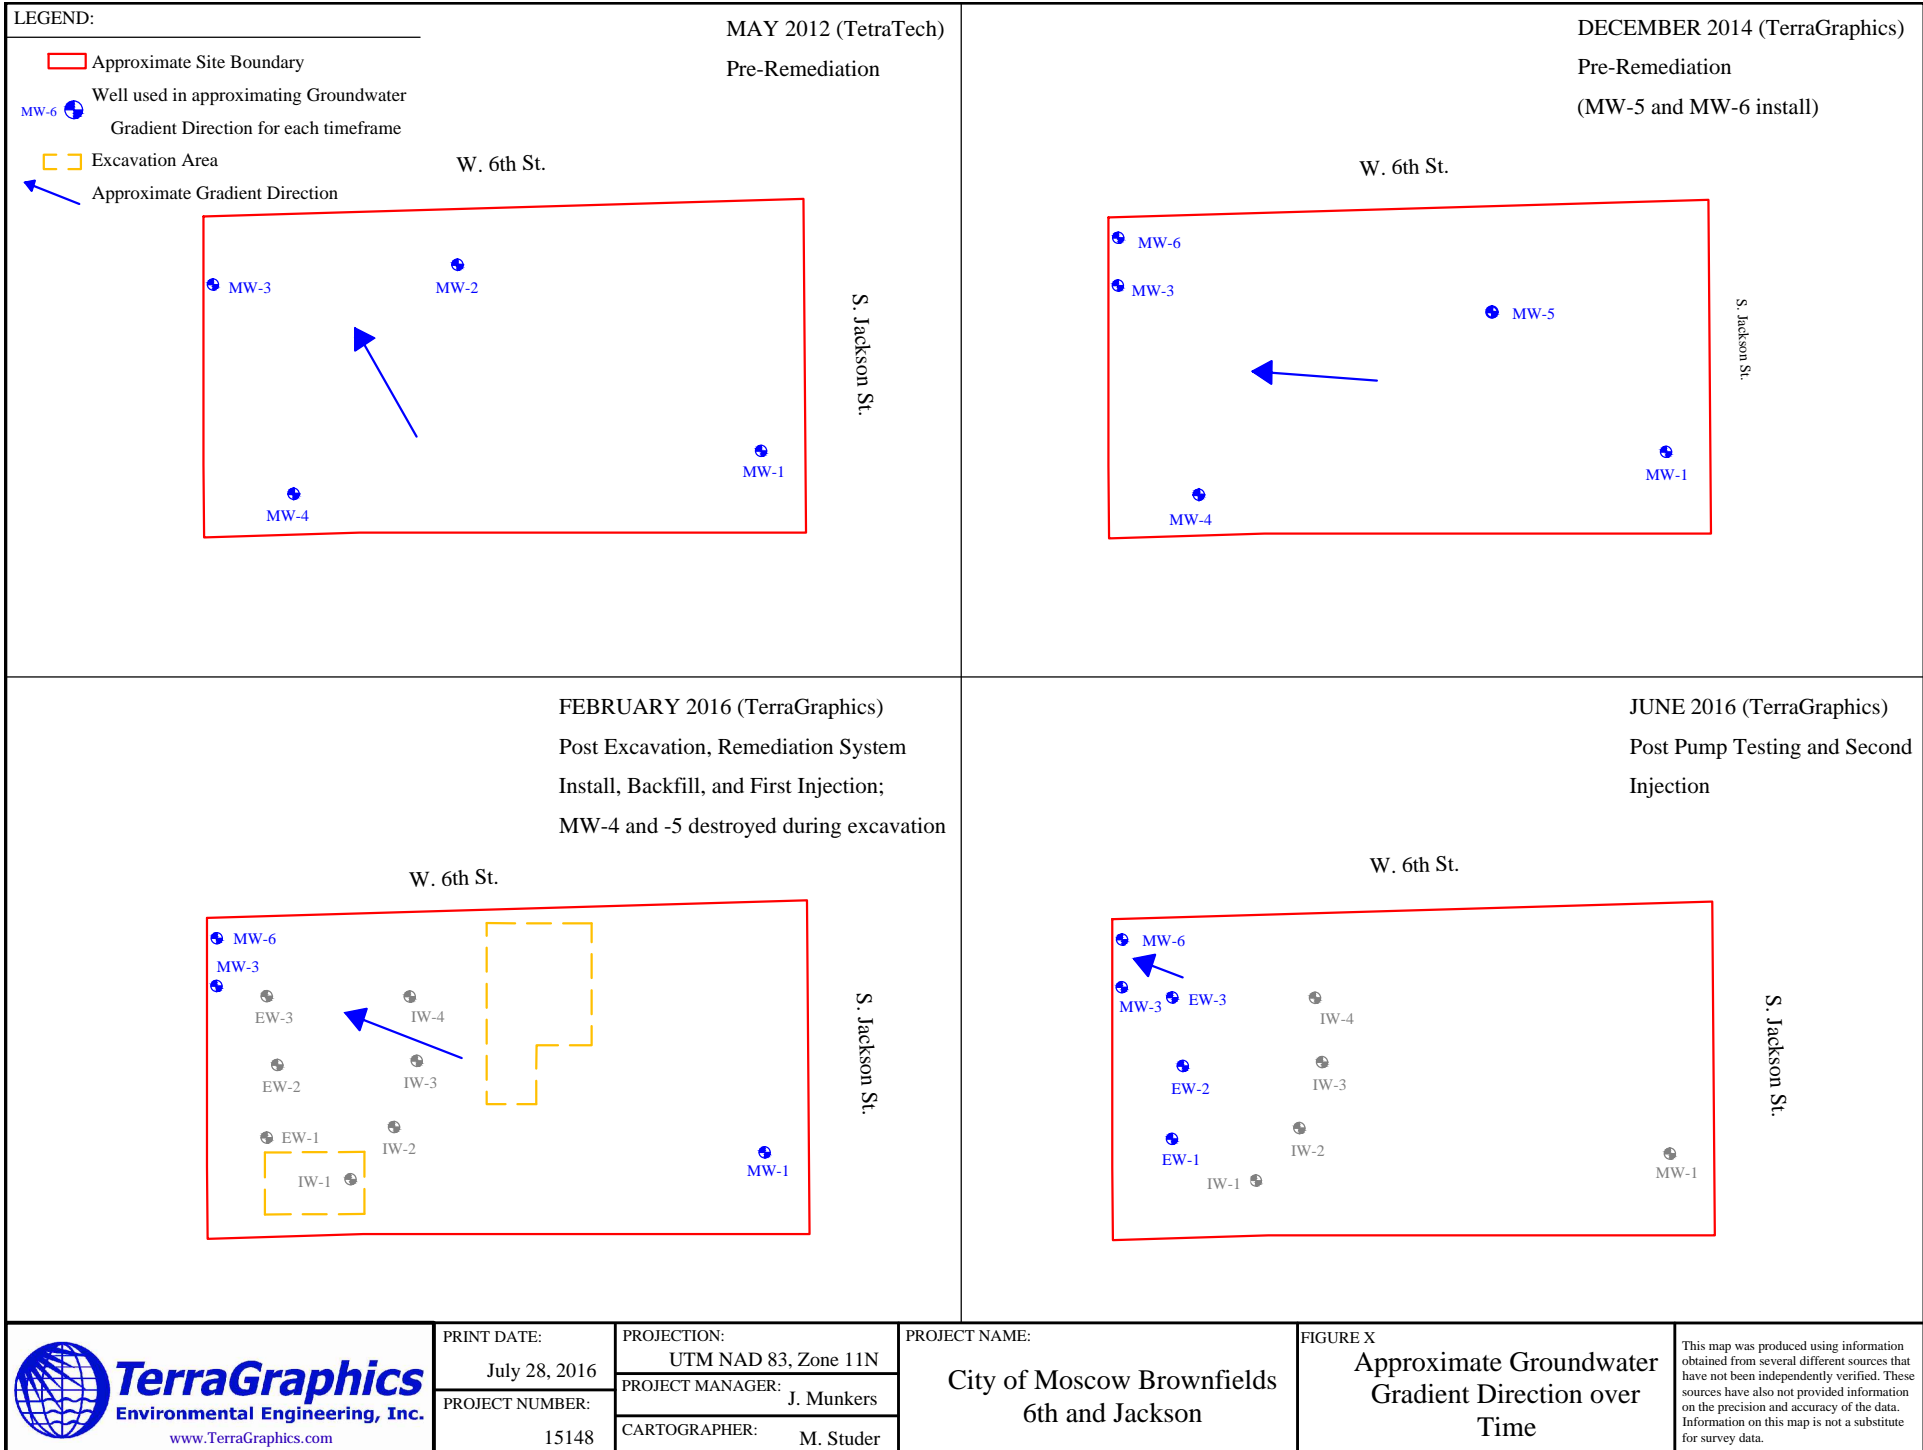 LEGEND:
Approximate Site Boundary
MW-6
Well used in approximating Groundwater
Gradient Direction for each timeframe
Excavation Area
Approximate Gradient Direction
MAY 2012 (TetraTech)
Pre-Remediation
W. 6th St.
MW-3
MW-2
S. Jackson St.
MW-1
MW-4
DECEMBER 2014 (TerraGraphics)
Pre-Remediation
(MW-5 and MW-6 install)
W. 6th St.
MW-6
MW-3
MW-5
S. Jackson St.
MW-1
MW-4
FEBRUARY 2016 (TerraGraphics)
Post Excavation, Remediation System
Install, Backfill, and First Injection;
MW-4 and -5 destroyed during excavation
W. 6th St.
MW-6
MW-3
EW-3
IW-4
S. Jackson St.
EW-2
IW-3
EW-1
IW-2
IW-1
MW-1
JUNE 2016 (TerraGraphics)
Post Pump Testing and Second
Injection
W. 6th St.
MW-6
MW-3
EW-3
IW-4
S. Jackson St.
EW-2
IW-3
EW-1
IW-2
IW-1
MW-1
TerraGraphics
Environmental Engineering, Inc.
www.TerraGraphics.com
PRINT DATE:
July 28, 2016
PROJECT NUMBER:
15148
PROJECTION:
UTM NAD 83, Zone 11N
PROJECT MANAGER:
J. Munkers
CARTOGRAPHER:
M. Studer
PROJECT NAME:
City of Moscow Brownfields
6th and Jackson
FIGURE X
Approximate Groundwater
Gradient Direction over
Time
This map was produced using information
obtained from several different sources that
have not been independently verified. These
sources have also not provided information
on the precision and accuracy of the data.
Information on this map is not a substitute
for survey data.